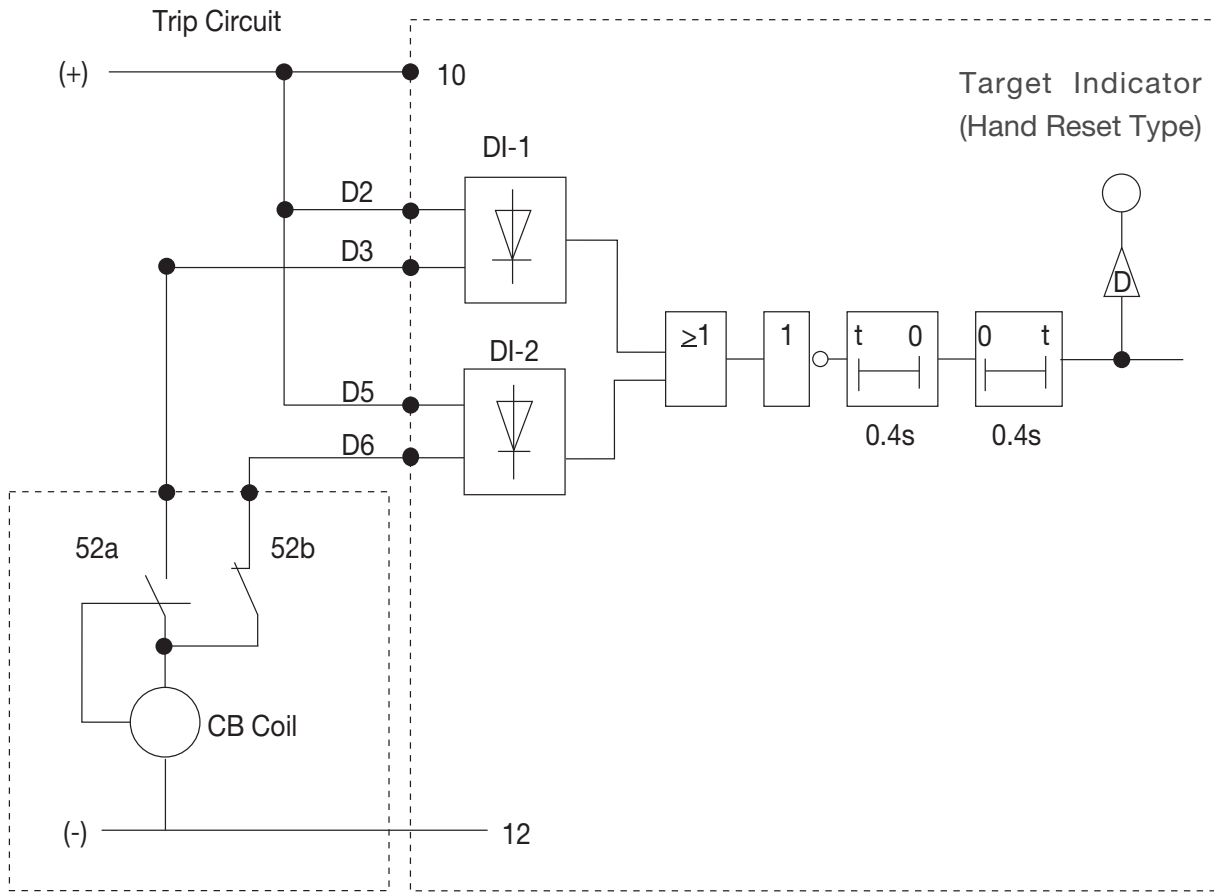 Trip Circuit
(+)
10
Target Indicator
(Hand Reset Type)
DI-1
D2
D3
D
≥1
1
t 0
0 t
DI-2
D5
D6
0.4s
0.4s
52a
52b
CB Coil
(-)
12